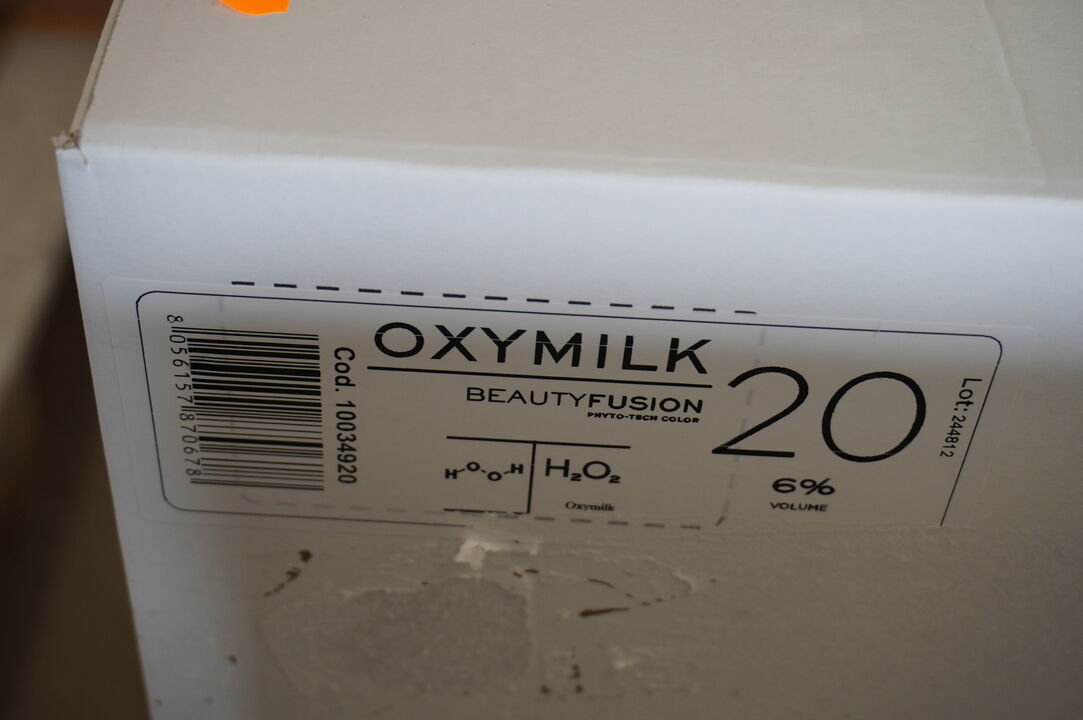 8 056157 870678
Cod. 10034920
OXYMILK
BEAUTYFUSION
PHYTO-TECH COLOR
H O O H
H₂O₂
Oxymilk
20
6%
VOLUME
Lot: 244812